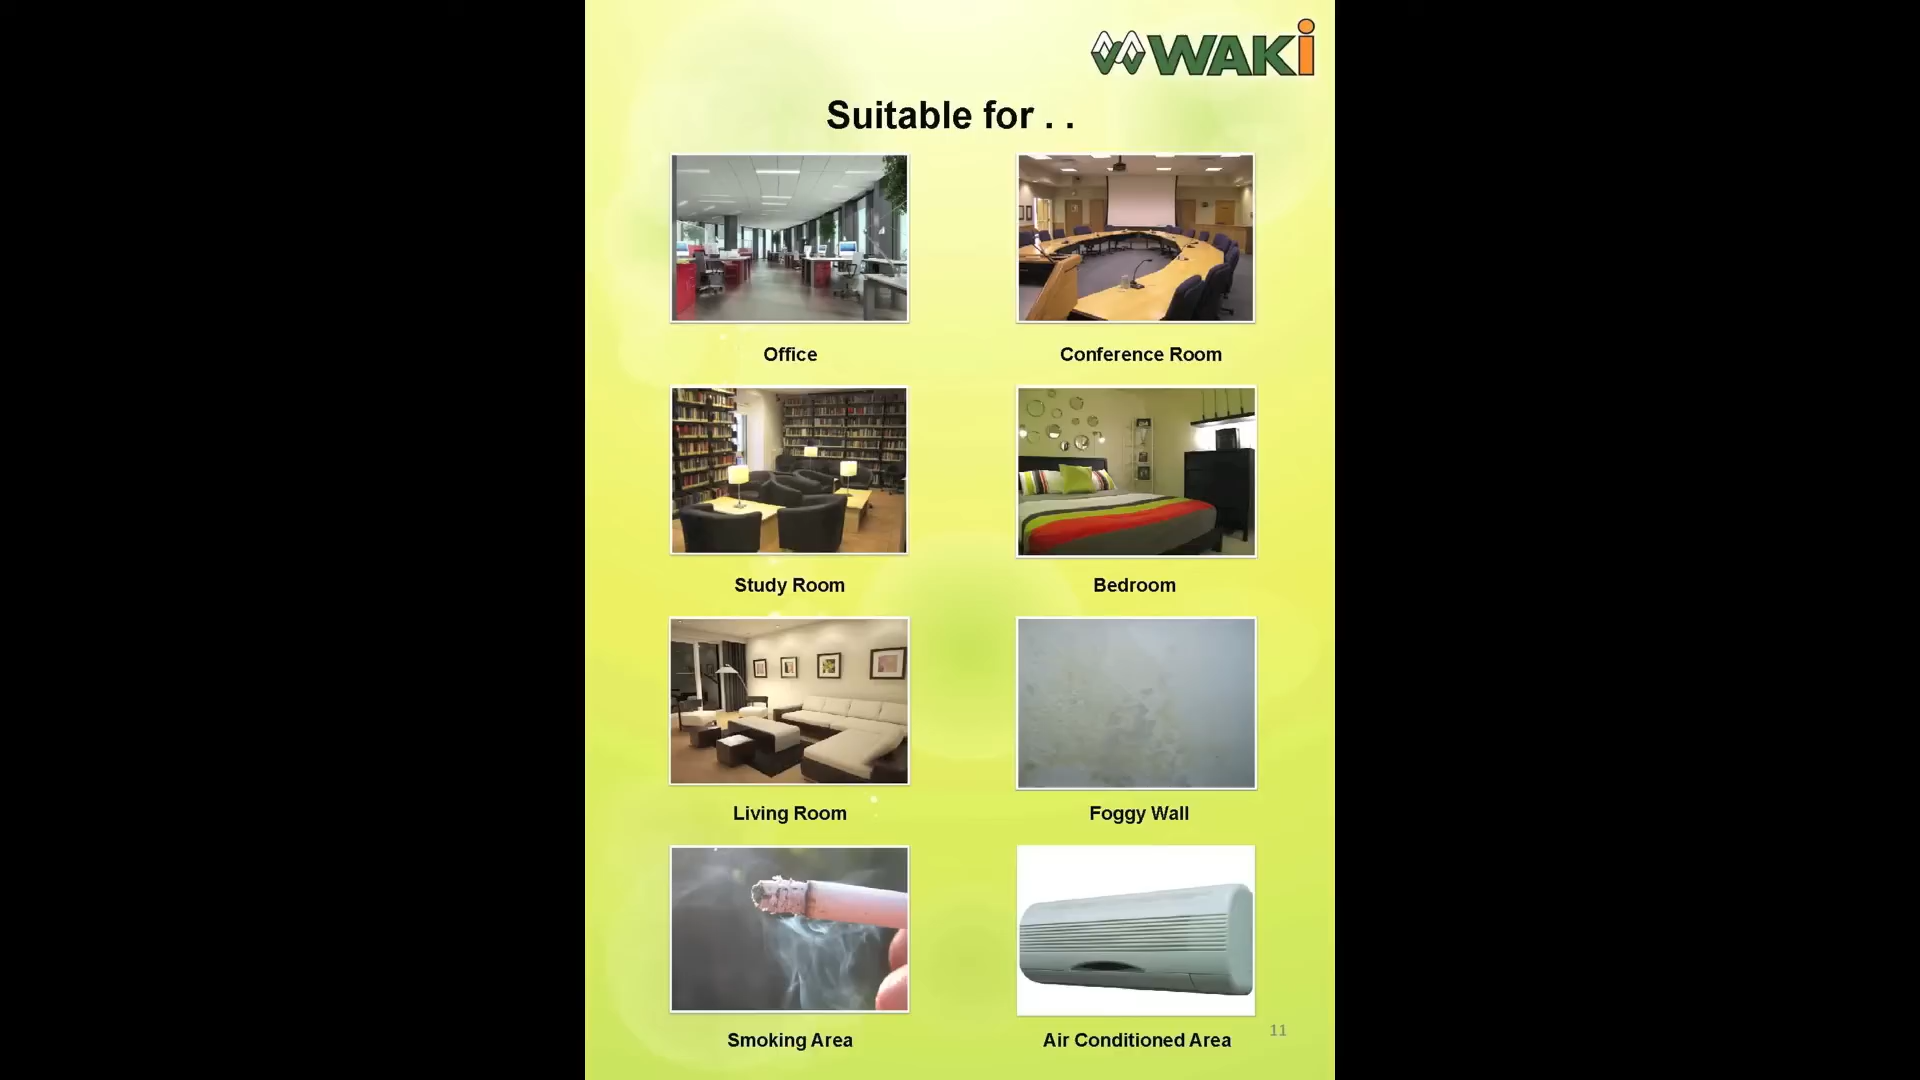 WAKi
Suitable for . .
Office
Conference Room
Study Room
Bedroom
Living Room
Foggy Wall
Smoking Area
Air Conditioned Area
11